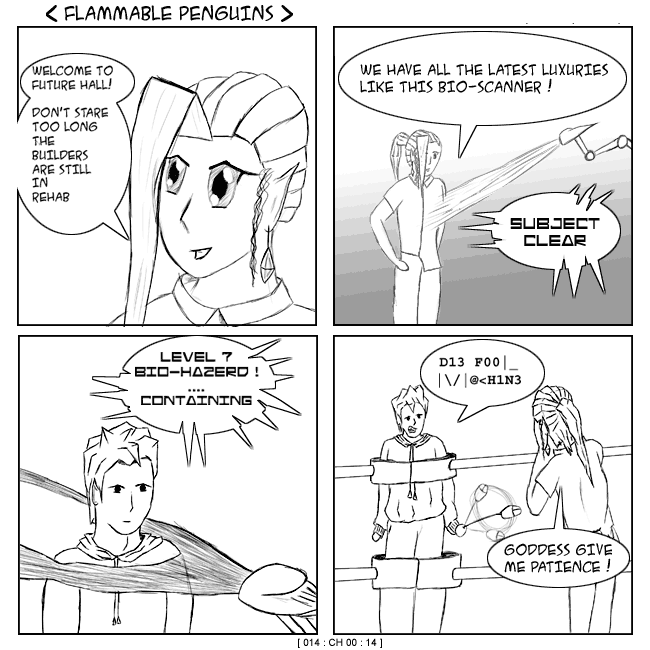 < FLAMMABLE PENGUINS >
WELCOME TO
FUTURE HALL!
DON'T STARE
TOO LONG
THE
BUILDERS
ARE STILL
IN
REHAB
WE HAVE ALL THE LATEST LUXURIES
LIKE THIS BIO-SCANNER !
SUBJECT
CLEAR
LEVEL 7
BIO-HAZERD !
....
CONTAINING
D13 F00|_
|\/|@<H1N3
GODDESS GIVE
ME PATIENCE !
[ 014 : CH 00 : 14 ]